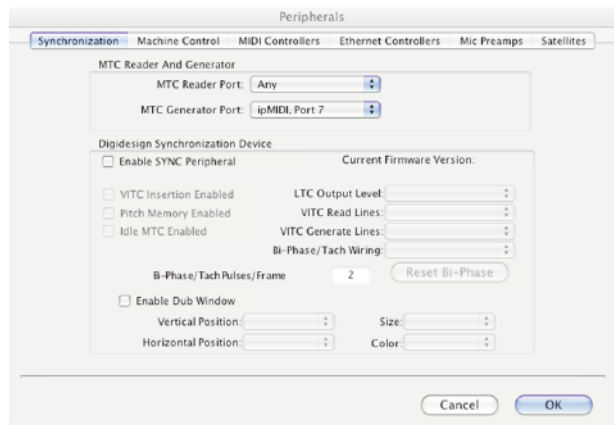 Peripherals
Synchronization Machine Control MIDI Controllers Ethernet Controllers Mic Preamps Satellites
MTC Reader And Generator
MTC Reader Port: Any
MTC Generator Port: ipMIDI, Port 7
Digidesign Synchronization Device
Enable SYNC Peripheral Current Firmware Version:
VITC Insertion Enabled LTC Output Level:
Pitch Memory Enabled VITC Read Lines:
Idle MTC Enabled VITC Generate Lines:
Bi-Phase/Tach Wiring:
Bi-Phase/Tach Pulses/Frame 2 Reset Bi-Phase
Enable Dub Window
Vertical Position: Size:
Horizontal Position: Color:
Cancel OK